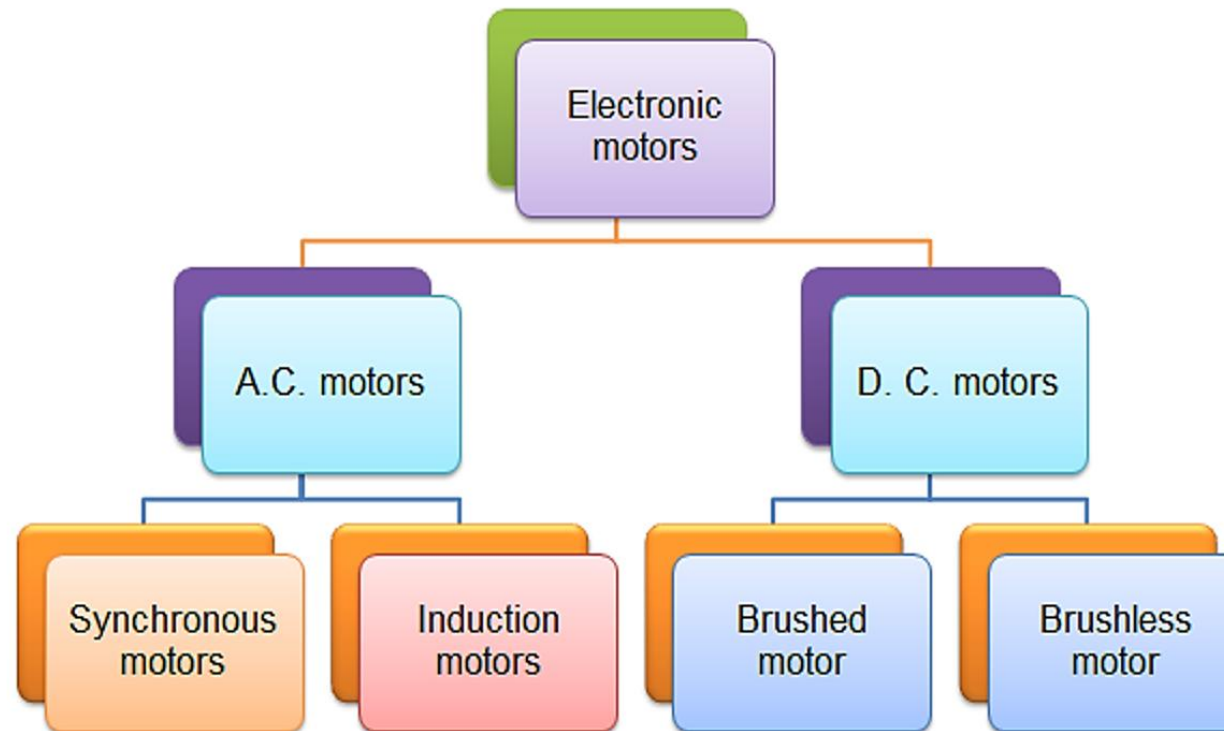 Electronic
motors
A.C. motors
D. C. motors
Synchronous
motors
Induction
motors
Brushed
motor
Brushless
motor